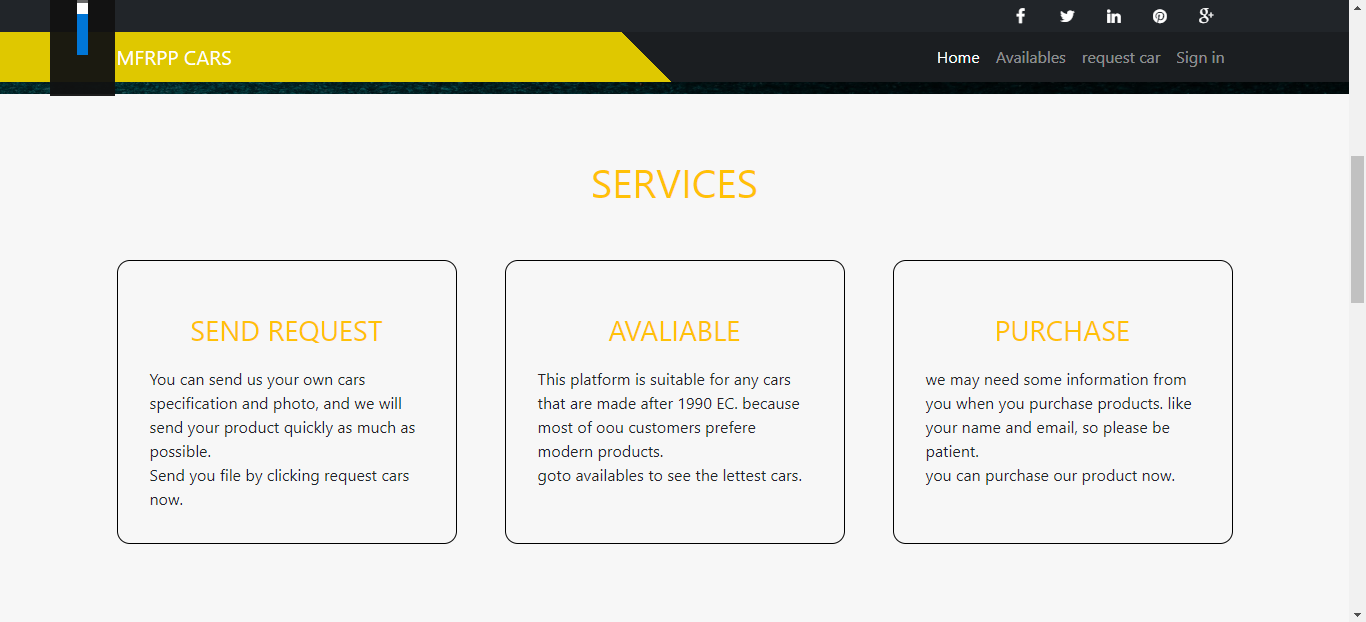 MFRPP CARS
Home Availables request car Sign in
SERVICES
SEND REQUEST
You can send us your own cars
specification and photo, and we will
send your product quickly as much as
possible.
Send you file by clicking request cars
now.
AVALIABLE
This platform is suitable for any cars
that are made after 1990 EC. because
most of oou customers prefere
modern products.
goto availables to see the lettest cars.
PURCHASE
we may need some information from
you when you purchase products. like
your name and email, so please be
patient.
you can purchase our product now.